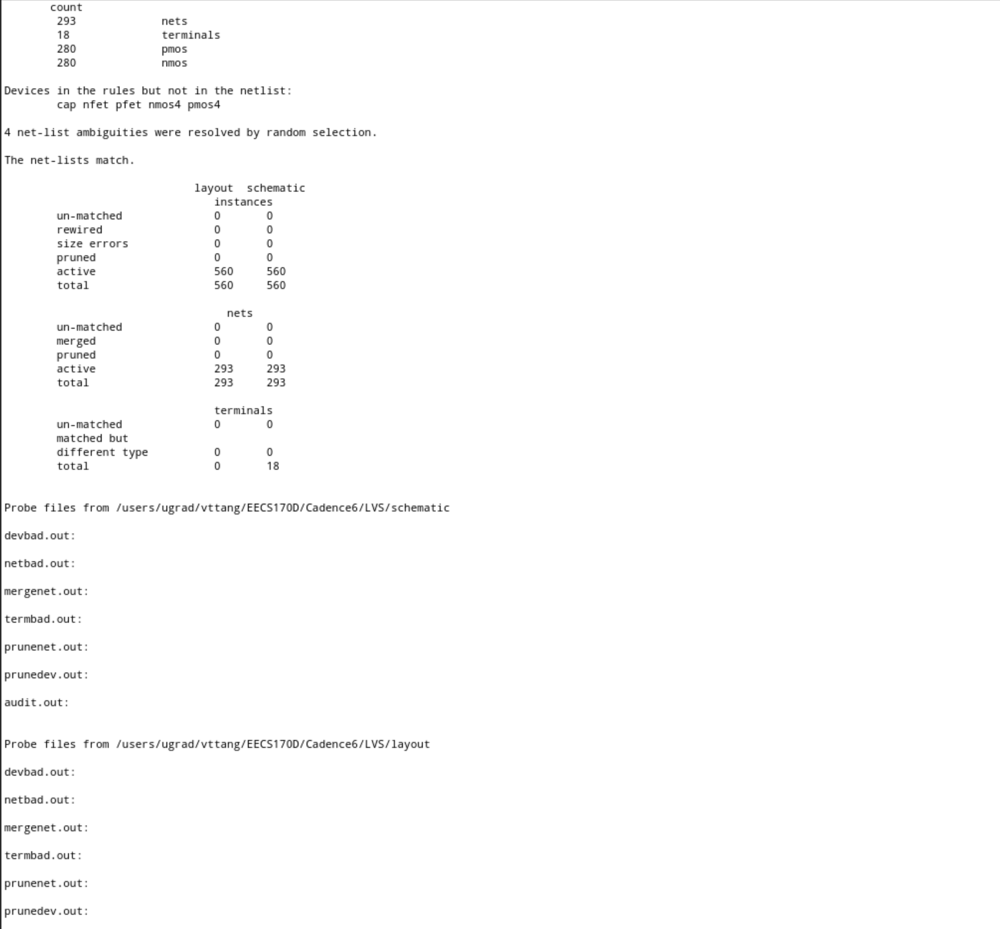 count
293 nets
18 terminals
280 pmos
280 nmos
Devices in the rules but not in the netlist:
cap nfet pfet nmos4 pmos4
4 net-list ambiguities were resolved by random selection.
The net-lists match.
layout schematic
instances
un-matched 0 0
rewired 0 0
size errors 0 0
pruned 0 0
active 560 560
total 560 560
nets
un-matched 0 0
merged 0 0
pruned 0 0
active 293 293
total 293 293
terminals
un-matched 0 0
matched but
different type 0 0
total 0 18
Probe files from /users/ugrad/vttang/EECS170D/Cadence6/LVS/schematic
devbad.out:
netbad.out:
mergenet.out:
termbad.out:
prunenet.out:
prunedev.out:
audit.out:
Probe files from /users/ugrad/vttang/EECS170D/Cadence6/LVS/layout
devbad.out:
netbad.out:
mergenet.out:
termbad.out:
prunenet.out:
prunedev.out: